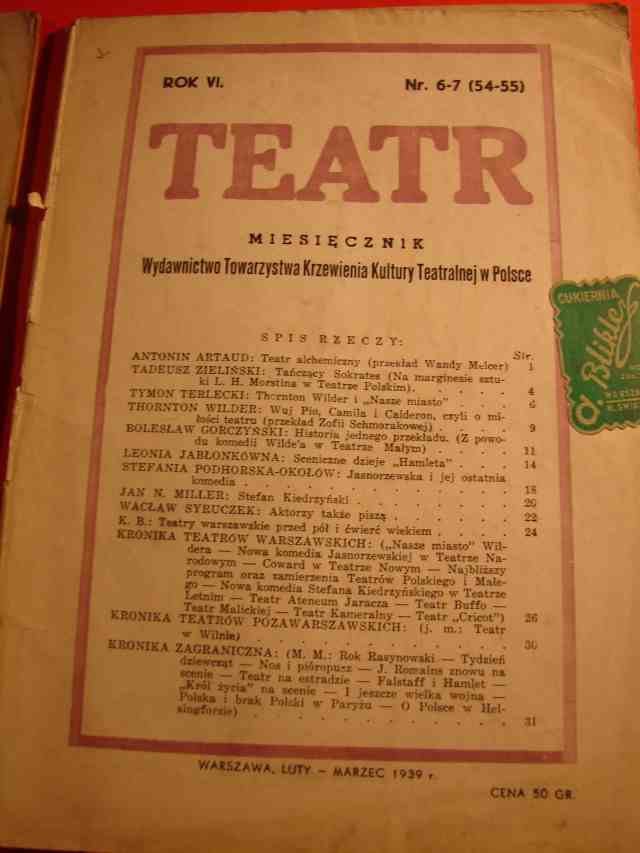 ROK VI.
Nr. 6-7 (54-55)
TEATR
MIESIĘCZNIK
Wydawnictwo Towarzystwa Krzewienia Kultury Teatralnej w Polsce
SPIS RZECZY:
Str.
ANTONIN ARTAUD: Teatr alchemiczny (przekład Wandy Melcer) 1
TADEUSZ ZIELIŃSKI: Tańczący Sokrates (Na marginesie sztu-
ki L. H. Morstina w Teatrze Polskim). . . . . . 4
TYMON TERLECKI: Thornton Wilder i „Nasze miasto” . . 6
THORNTON WILDER: Wuj Pio, Camila i Calderon, czyli o mi-
łości teatru (przekład Zofii Schmorakowej) . . . . 9
BOLESŁAW GORCZYŃSKI: Historia jednego przekładu. (Z powo-
du komedii Wilde'a w Teatrze Małym) . . . . 11
LEONIA JABŁONKÓWNA: Sceniczne dzieje „Hamleta” . . . 14
STEFANIA PODHORSKA-OKOŁÓW: Jasnorzewska i jej ostatnia
komedia . . . . . . . . . . . . 18
JAN N. MILLER: Stefan Kiedrzyński . . . . . . . 20
WACŁAW SYRUCZEK: Aktorzy także piszą . . . . . . 22
K. B.: Teatry warszawskie przed pół i ćwierć wiekiem . . . . 24
KRONIKA TEATRÓW WARSZAWSKICH: („Nasze miasto” Wil-
dera — Nowa komedia Jasnorzewskiej w Teatrze Na-
rodowym — Coward w Teatrze Nowym — Najbliższy
program oraz zamierzenia Teatrów Polskiego i Małe-
go — Nowa komedia Stefana Kiedrzyńskiego w Teatrze
Letnim — Teatr Ateneum Jaracza — Teatr Buffo —
Teatr Malickiej — Teatr Kameralny — Teatr „Cricot”) 26
KRONIKA TEATRÓW POZAWARSZAWSKICH: (j. m.: Teatr
w Wilnie) . . . . . . . . . . . . 30
KRONIKA ZAGRANICZNA: (M. M.: Rok Rasynowski — Tydzień
dziewcząt — Nos i pióropusz — J. Romains znowu na
scenie — Teatr na estradzie — Falstaff i Hamlet —
„Król życia” na scenie — I jeszcze wielka wojna —
Polska i brak Polski w Paryżu — O Polsce w Hel-
singforzie) . . . . . . . . . . . . 31
WARSZAWA, LUTY – MARZEC 1939 r.
CENA 50 GR.
CUKIERNIA
Blikle